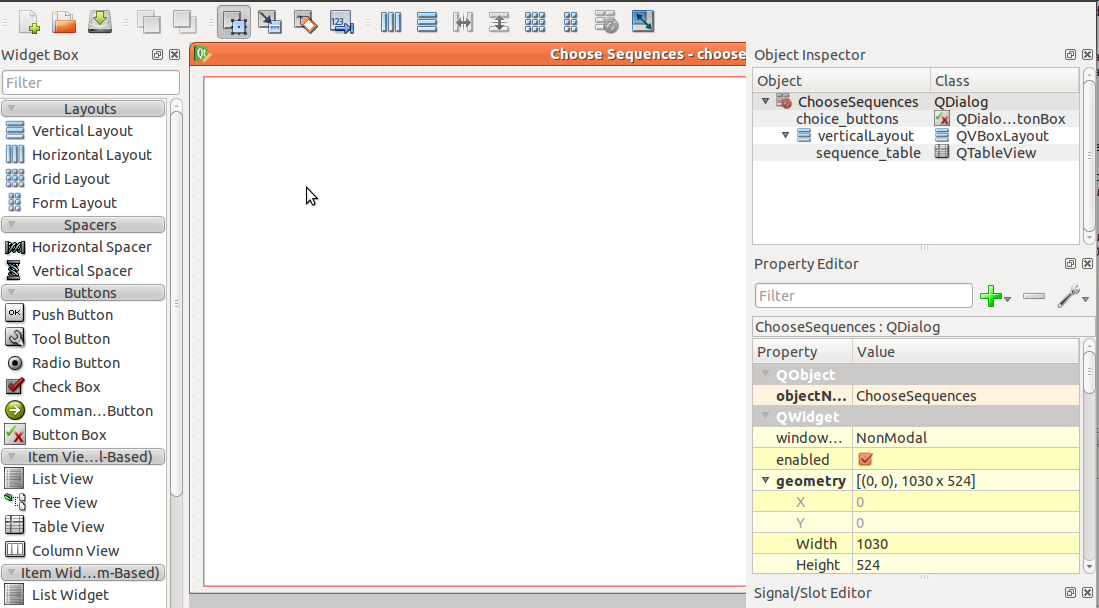 123
Widget Box
Filter
Layouts
Vertical Layout
Horizontal Layout
Grid Layout
Form Layout
Spacers
Horizontal Spacer
Vertical Spacer
Buttons
OK
Push Button
Tool Button
Radio Button
Check Box
Comman...Button
Button Box
Item Vie...l-Based)
List View
Tree View
Table View
Column View
Item Wid...m-Based)
List Widget
Qt
Choose Sequences - choose
Object Inspector
Object Class
ChooseSequences QDialog
choice_buttons QDialo...tonBox
verticalLayout QVBoxLayout
sequence_table QTableView
Property Editor
Filter
ChooseSequences : QDialog
Property Value
QObject
objectN... ChooseSequences
QWidget
window... NonModal
enabled
geometry [(0, 0), 1030 x 524]
X 0
Y 0
Width 1030
Height 524
Signal/Slot Editor